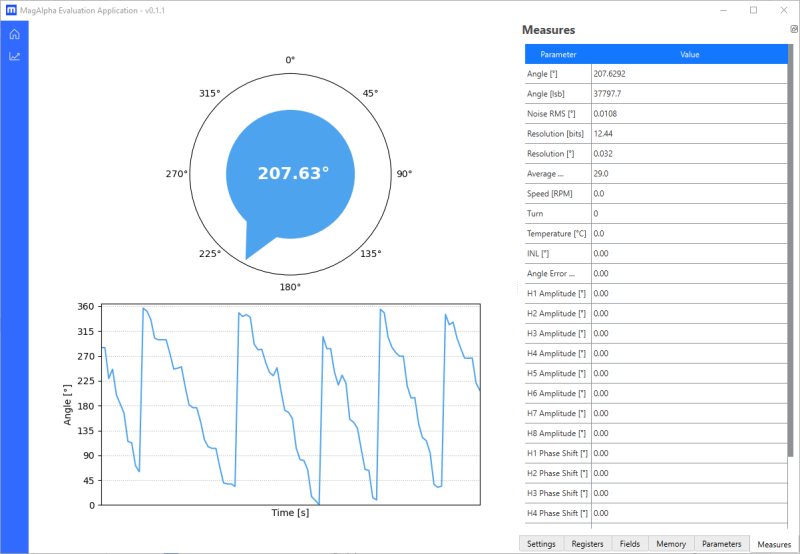 m MagAlpha Evaluation Application - v0.1.1
0°
315° 45°
270° 207.63° 90°
225° 135°
180°
360
315
270
225
180
135
90
45
0
Angle [°]
Time [s]
Measures
Parameter Value
Angle [°] 207.6292
Angle [lsb] 37797.7
Noise RMS [°] 0.0108
Resolution [bits] 12.44
Resolution [°] 0.032
Average ... 29.0
Speed [RPM] 0.0
Turn 0
Temperature [°C] 0.0
INL [°] 0.00
Angle Error ... 0.00
H1 Amplitude [°] 0.00
H2 Amplitude [°] 0.00
H3 Amplitude [°] 0.00
H4 Amplitude [°] 0.00
H5 Amplitude [°] 0.00
H6 Amplitude [°] 0.00
H7 Amplitude [°] 0.00
H8 Amplitude [°] 0.00
H1 Phase Shift [°] 0.00
H2 Phase Shift [°] 0.00
H3 Phase Shift [°] 0.00
H4 Phase Shift [°] 0.00
Settings Registers Fields Memory Parameters Measures